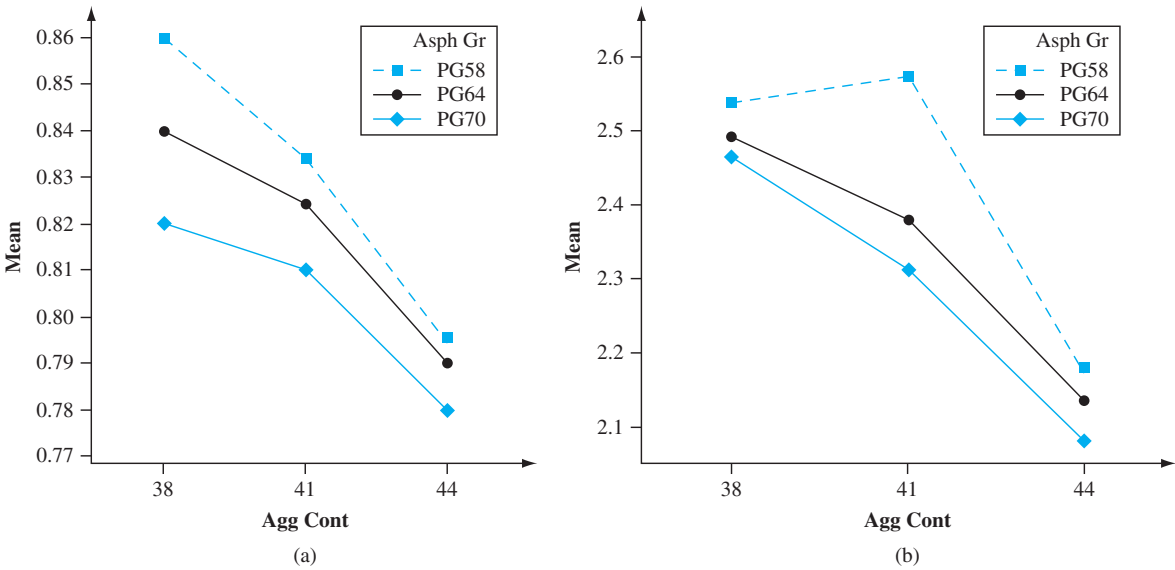 Mean
0.86
0.85
0.84
0.83
0.82
0.81
0.80
0.79
0.78
0.77
Asph Gr
PG58
PG64
PG70
38 41 44
Agg Cont
(a)
Mean
2.6
2.5
2.4
2.3
2.2
2.1
Asph Gr
PG58
PG64
PG70
38 41 44
Agg Cont
(b)